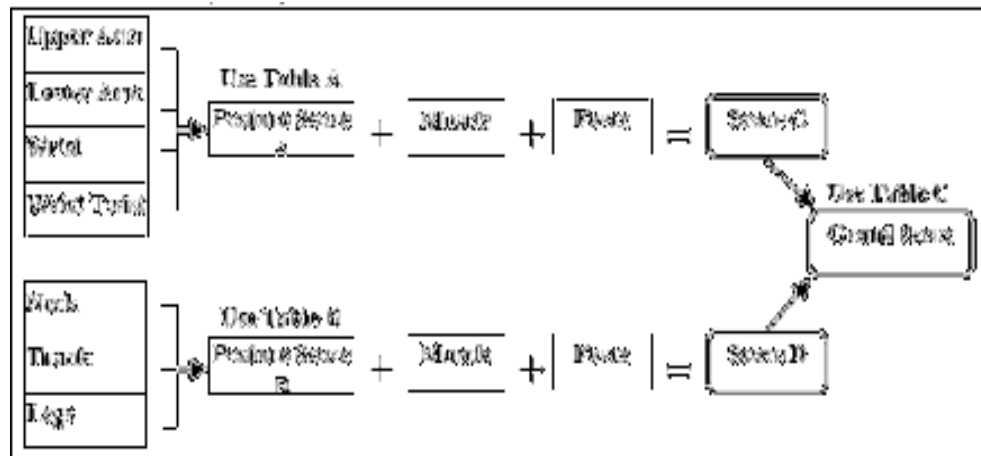 Upper Arm
Lower Arm
Wrist
Wrist Twist
Use Table A
Posture Score
A
+
Muscle
+
Force
=
Score C
Use Table C
Grand Score
Neck
Trunk
Legs
Use Table B
Posture Score
B
+
Muscle
+
Force
=
Score D